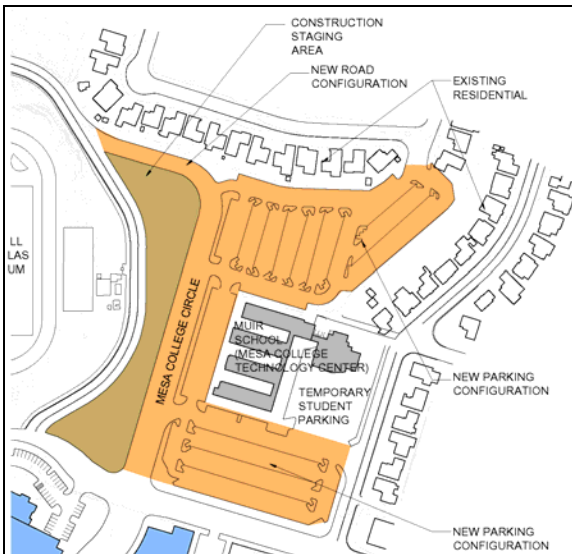 CONSTRUCTION
STAGING
AREA
NEW ROAD
CONFIGURATION
EXISTING
RESIDENTIAL
LL
LAS
UM
MESA COLLEGE CIRCLE
MUIR
SCHOOL
(MESA COLLEGE
TECHNOLOGY CENTER)
TEMPORARY
STUDENT
PARKING
NEW PARKING
CONFIGURATION
NEW PARKING
CONFIGURATION